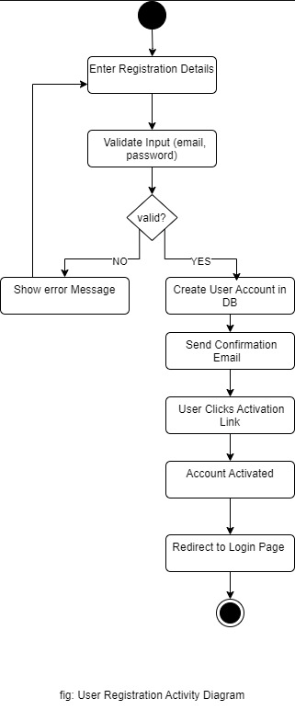 Enter Registration Details
Validate Input (email,
password)
valid?
NO
YES
Show error Message
Create User Account in
DB
Send Confirmation
Email
User Clicks Activation
Link
Account Activated
Redirect to Login Page
fig: User Registration Activity Diagram